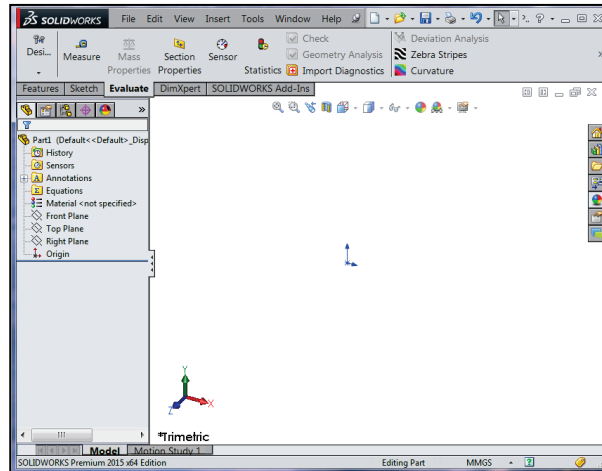 SOLIDWORKS File Edit View Insert Tools Window Help
Desi... Measure Mass Properties Section Properties Sensor Statistics
Check
Geometry Analysis
Import Diagnostics
Deviation Analysis
Zebra Stripes
Curvature
Features Sketch Evaluate DimXpert SOLIDWORKS Add-Ins
Part1 (Default<<Default>_Disp
History
Sensors
Annotations
Equations
Material <not specified>
Front Plane
Top Plane
Right Plane
Origin
Y
X
Z
*Trimetric
Model Motion Study 1
SOLIDWORKS Premium 2015 x64 Edition Editing Part MMGS